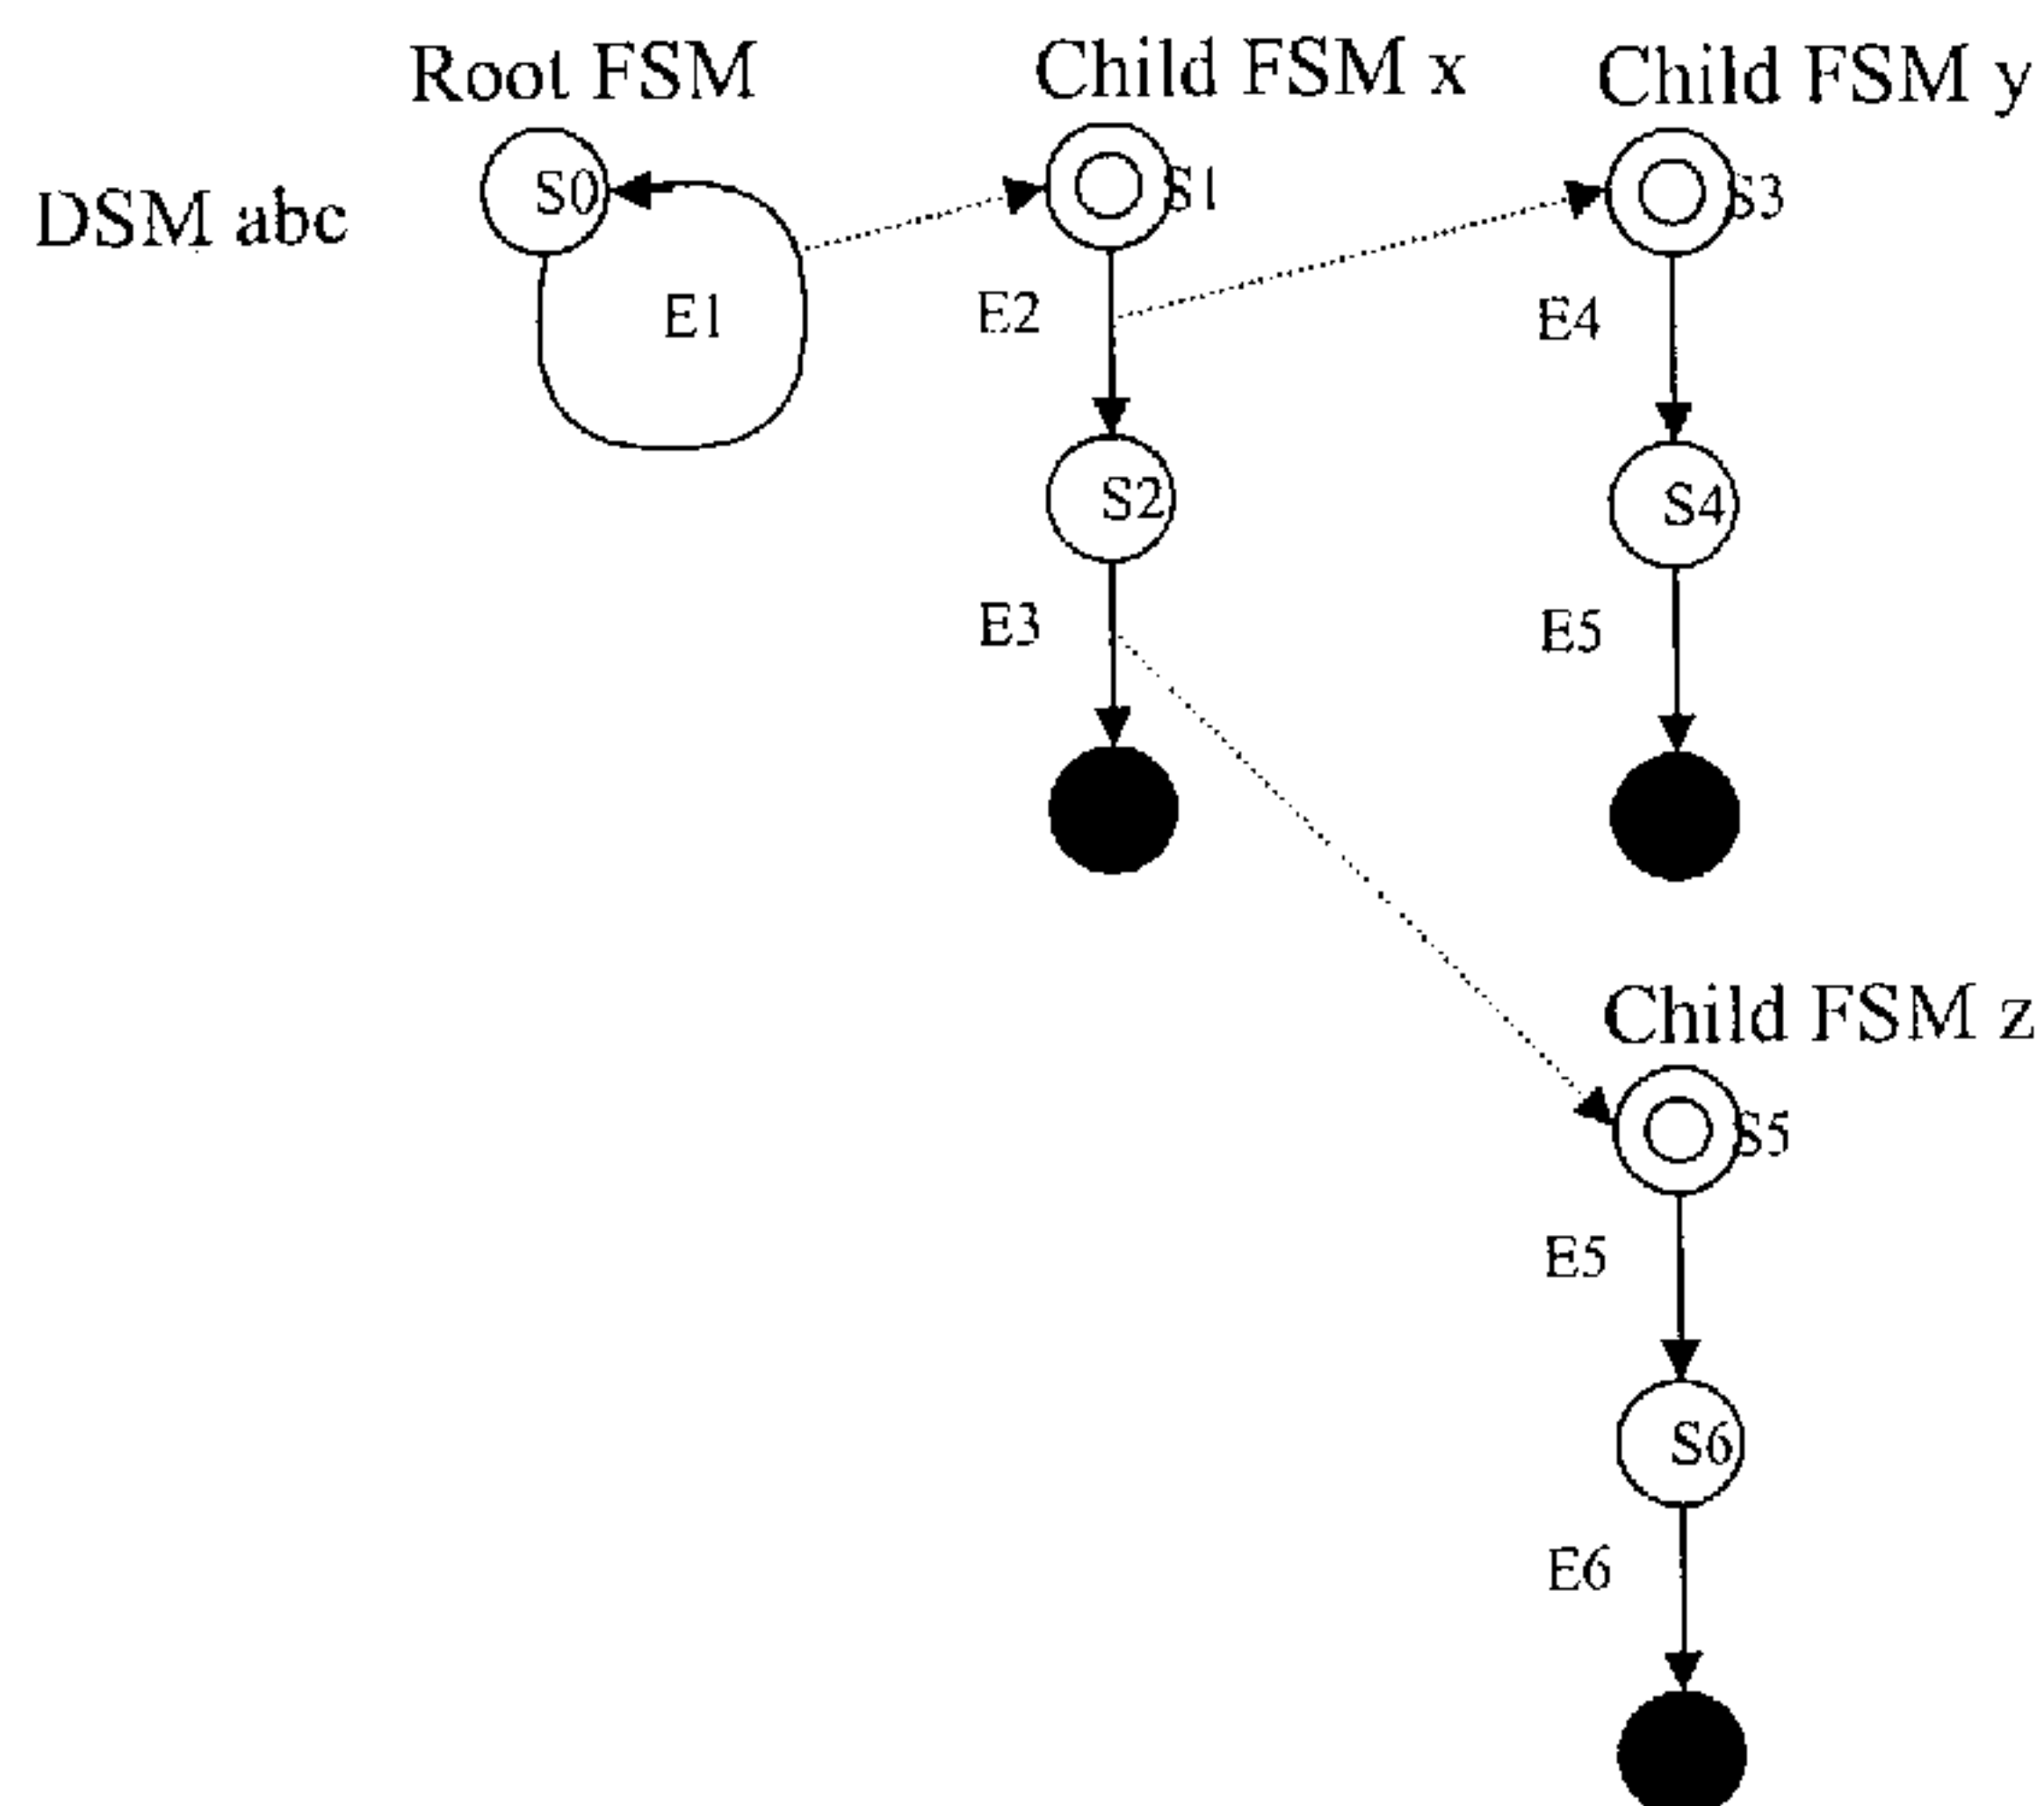 Root FSM
Child FSM x
Child FSM y
DSM abc
S0
S1
S3
E1
E2
E4
S2
S4
E3
E5
Child FSM z
S5
E5
S6
E6